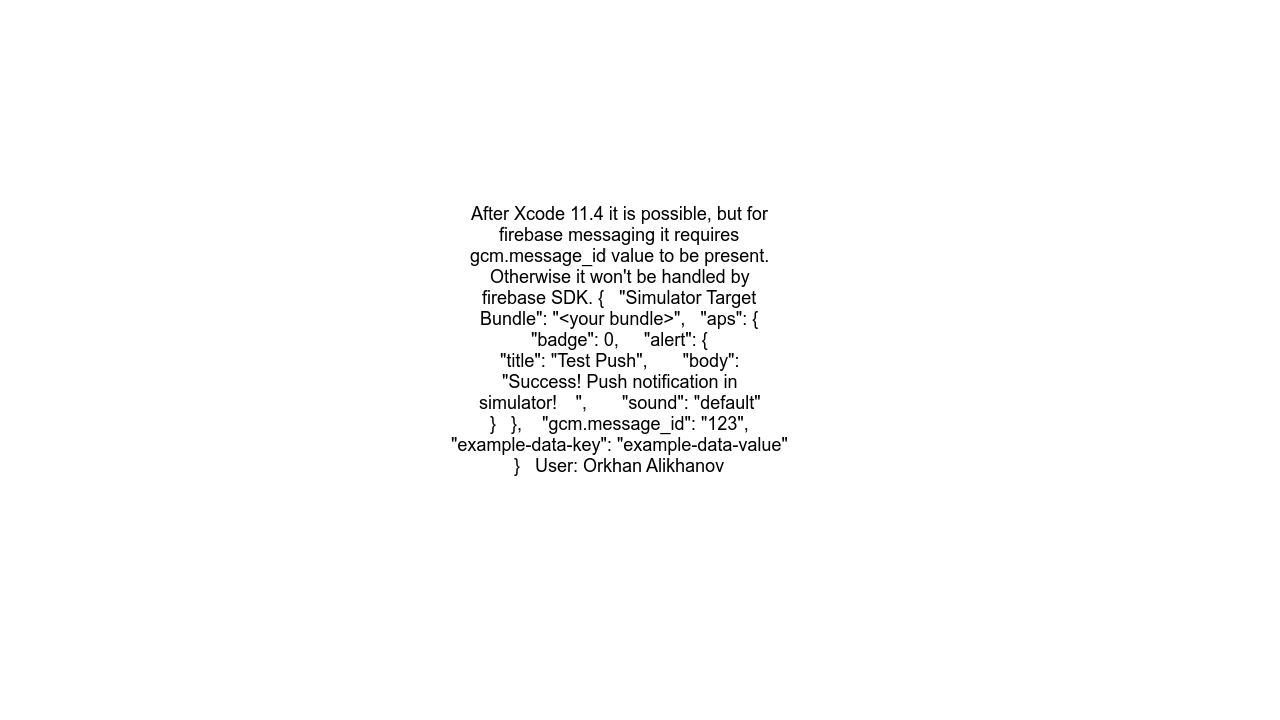 After Xcode 11.4 it is possible, but for
firebase messaging it requires
gcm.message_id value to be present.
Otherwise it won't be handled by
firebase SDK. {   "Simulator Target
Bundle": "<your bundle>",   "aps": {
"badge": 0,     "alert": {
"title": "Test Push",       "body":
"Success! Push notification in
simulator!    ",       "sound": "default"
}   },    "gcm.message_id": "123",
"example-data-key": "example-data-value"
}   User: Orkhan Alikhanov